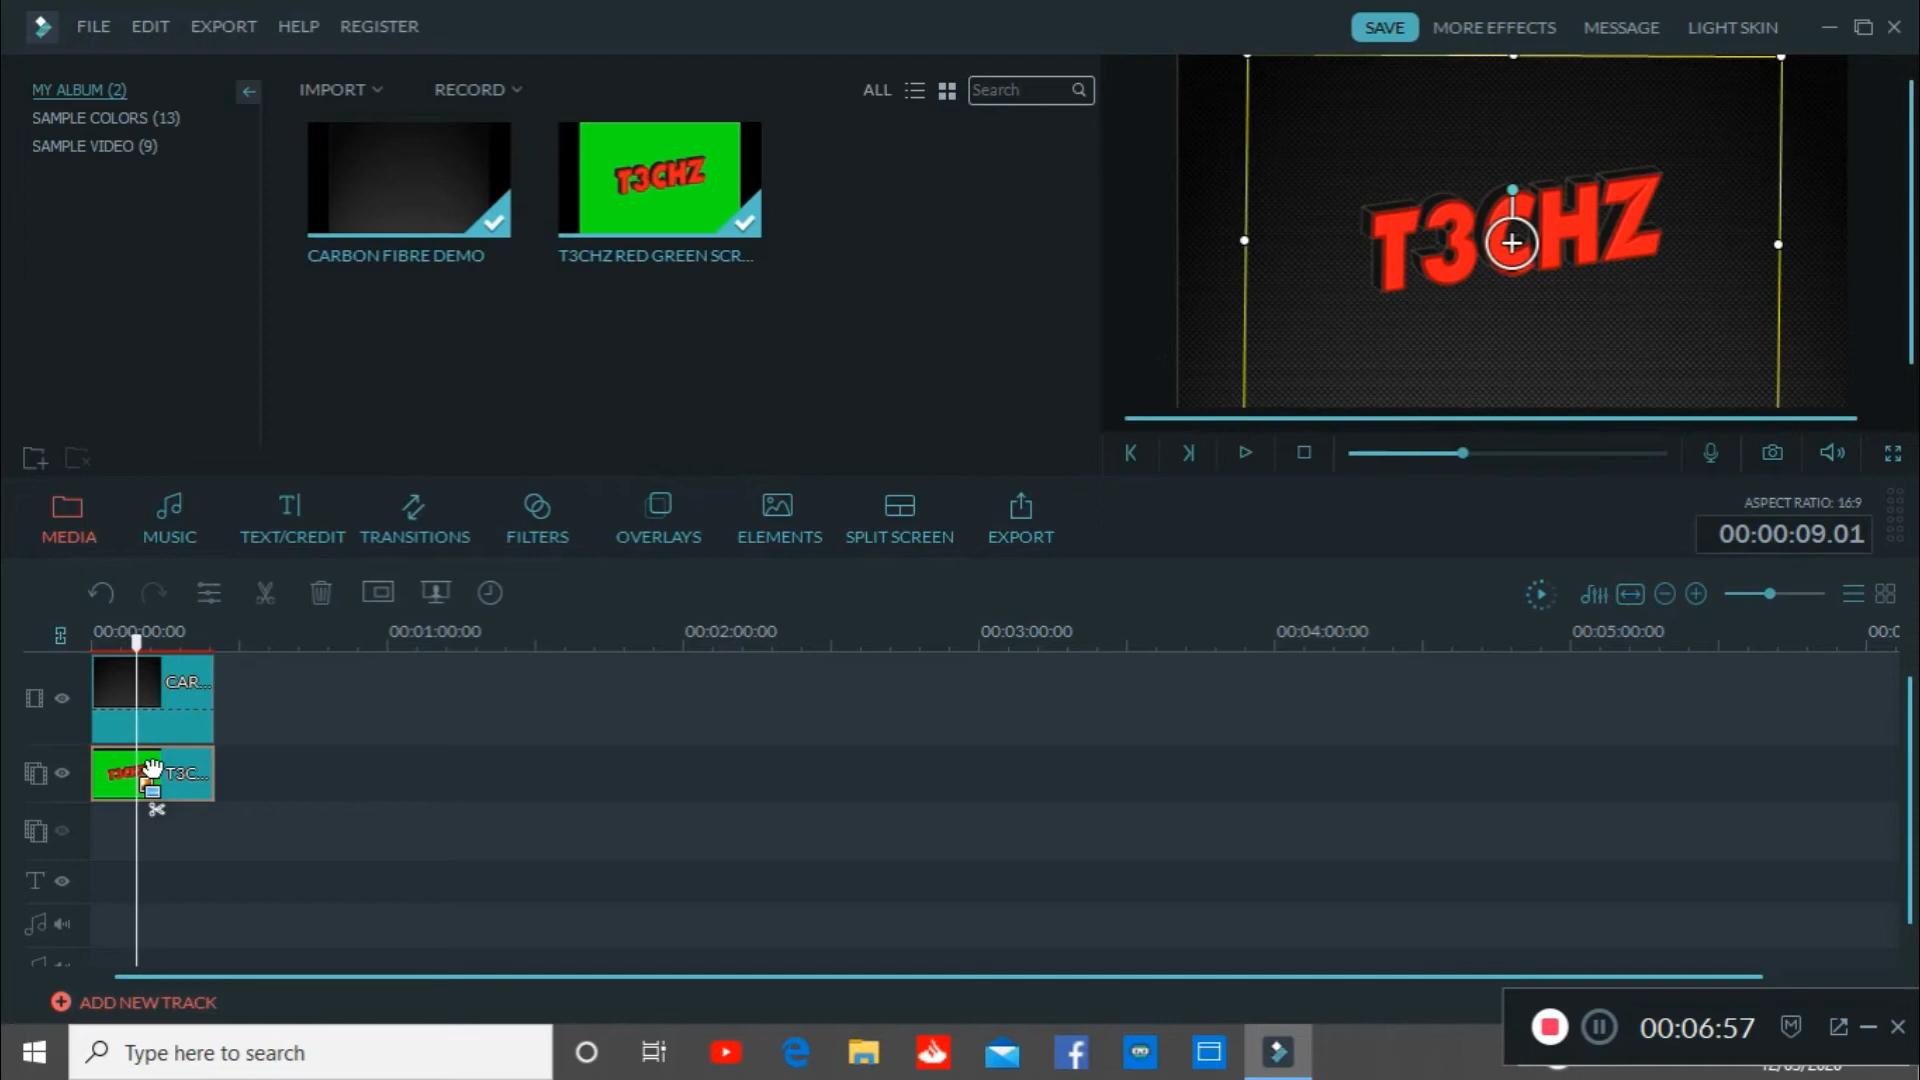 FILE EDIT EXPORT HELP REGISTER
SAVE MORE EFFECTS MESSAGE LIGHT SKIN
MY ALBUM (2)
SAMPLE COLORS (13)
SAMPLE VIDEO (9)
IMPORT RECORD ALL Search
T3CHZ
CARBON FIBRE DEMO T3CHZ RED GREEN SCR...
T3CHZ
MEDIA MUSIC TEXT/CREDIT TRANSITIONS FILTERS OVERLAYS ELEMENTS SPLIT SCREEN EXPORT
ASPECT RATIO: 16:9
00:00:09.01
00:00:00:00 00:01:00:00 00:02:00:00 00:03:00:00 00:04:00:00 00:05:00:00 00:0
CAR...
T3C...
ADD NEW TRACK
Type here to search
00:06:57